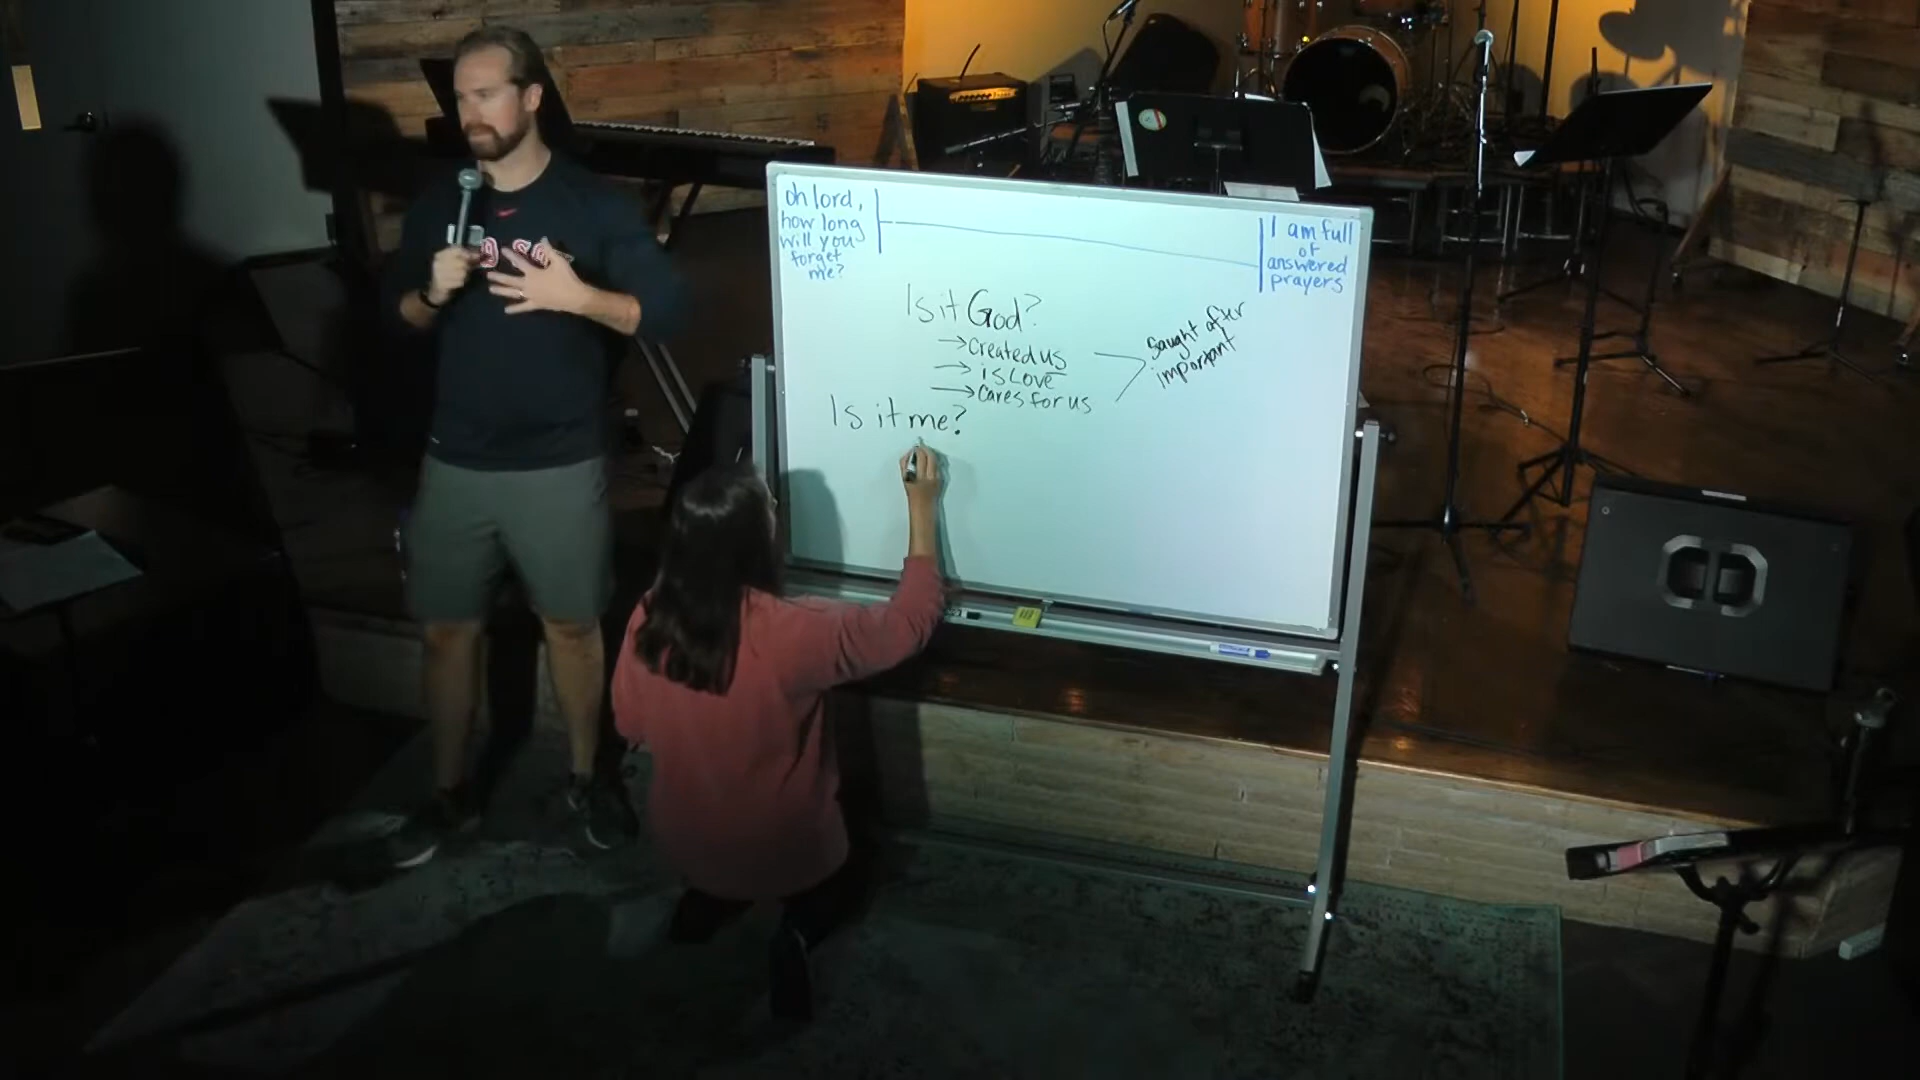 oh lord,
how long
will you
forget
me?
I am full
of
answered
prayers
Is it God?
→Created us
→is Love
→Cares for us
Saught after
important
Is it me?